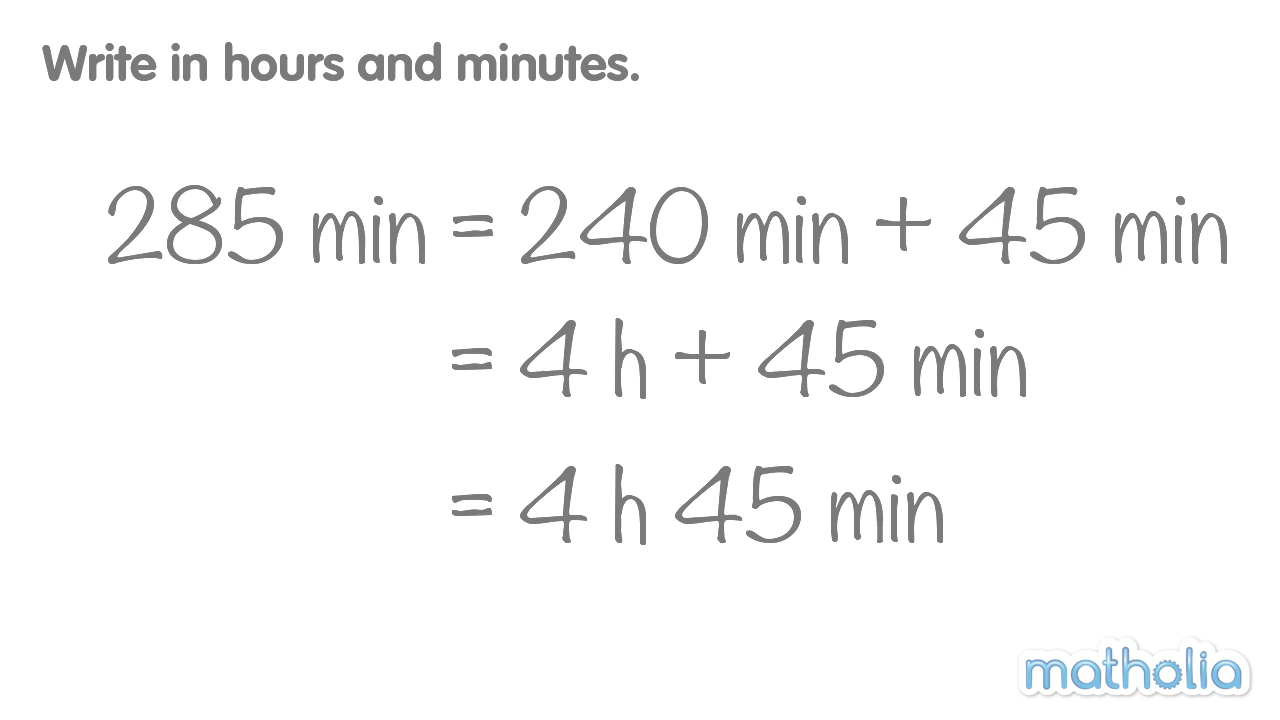 Write in hours and minutes.
285 min = 240 min + 45 min
= 4 h + 45 min
= 4 h 45 min
matholia